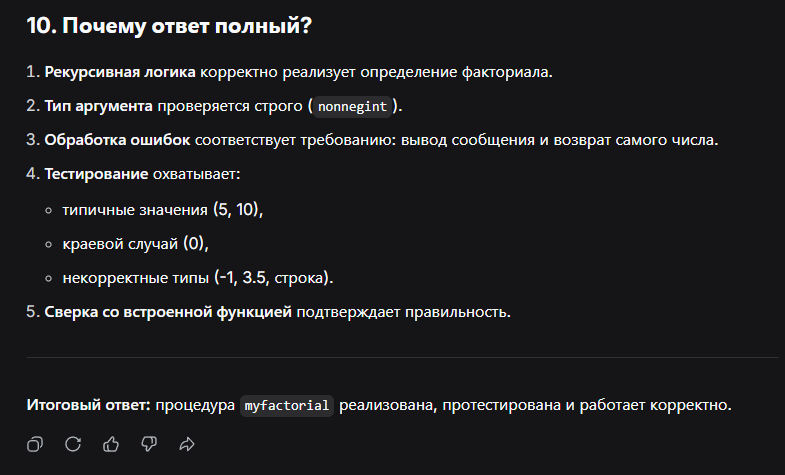 10. Почему ответ полный?
1. Рекурсивная логика корректно реализует определение факториала.
2. Тип аргумента проверяется строго (nonnegint).
3. Обработка ошибок соответствует требованию: вывод сообщения и возврат самого числа.
4. Тестирование охватывает:
типичные значения (5, 10),
краевой случай (0),
некорректные типы (-1, 3.5, строка).
5. Сверка со встроенной функцией подтверждает правильность.
Итоговый ответ: процедура myfactorial реализована, протестирована и работает корректно.